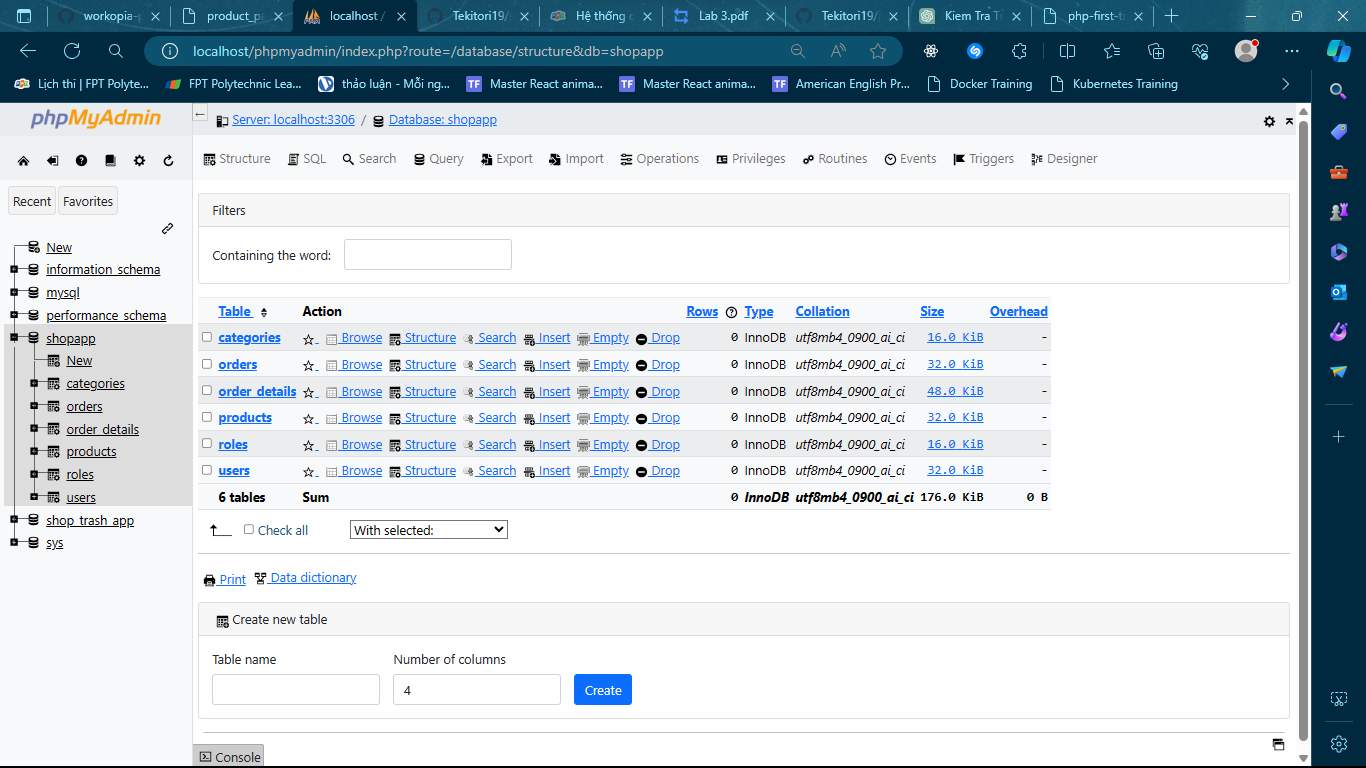 workopia-
product_pa
localhost /
Tekitori19/
Hệ thống
Lab 3.pdf
Tekitori19/
Kiem Tra T
php-first-t
localhost/phpmyadmin/index.php?route=/database/structure&db=shopapp
Lịch thi | FPT Polyte...
FPT Polytechnic Lea...
thảo luận - Mỗi ng...
TF Master React anima...
TF Master React anima...
TF American English Pr...
Docker Training
Kubernetes Training
phpMyAdmin
Server: localhost:3306 / Database: shopapp
Structure SQL Search Query Export Import Operations Privileges Routines Events Triggers Designer
Recent Favorites
New
information_schema
mysql
performance_schema
shopapp
New
categories
orders
order_details
products
roles
users
shop_trash_app
sys
Filters
Containing the word:
Table Action Rows Type Collation Size Overhead
categories Browse Structure Search Insert Empty Drop 0 InnoDB utf8mb4_0900_ai_ci 16.0 KiB -
orders Browse Structure Search Insert Empty Drop 0 InnoDB utf8mb4_0900_ai_ci 32.0 KiB -
order_details Browse Structure Search Insert Empty Drop 0 InnoDB utf8mb4_0900_ai_ci 48.0 KiB -
products Browse Structure Search Insert Empty Drop 0 InnoDB utf8mb4_0900_ai_ci 32.0 KiB -
roles Browse Structure Search Insert Empty Drop 0 InnoDB utf8mb4_0900_ai_ci 16.0 KiB -
users Browse Structure Search Insert Empty Drop 0 InnoDB utf8mb4_0900_ai_ci 32.0 KiB -
6 tables Sum 0 InnoDB utf8mb4_0900_ai_ci 176.0 KiB 0 B
Check all With selected:
Print Data dictionary
Create new table
Table name Number of columns
4 Create
Console